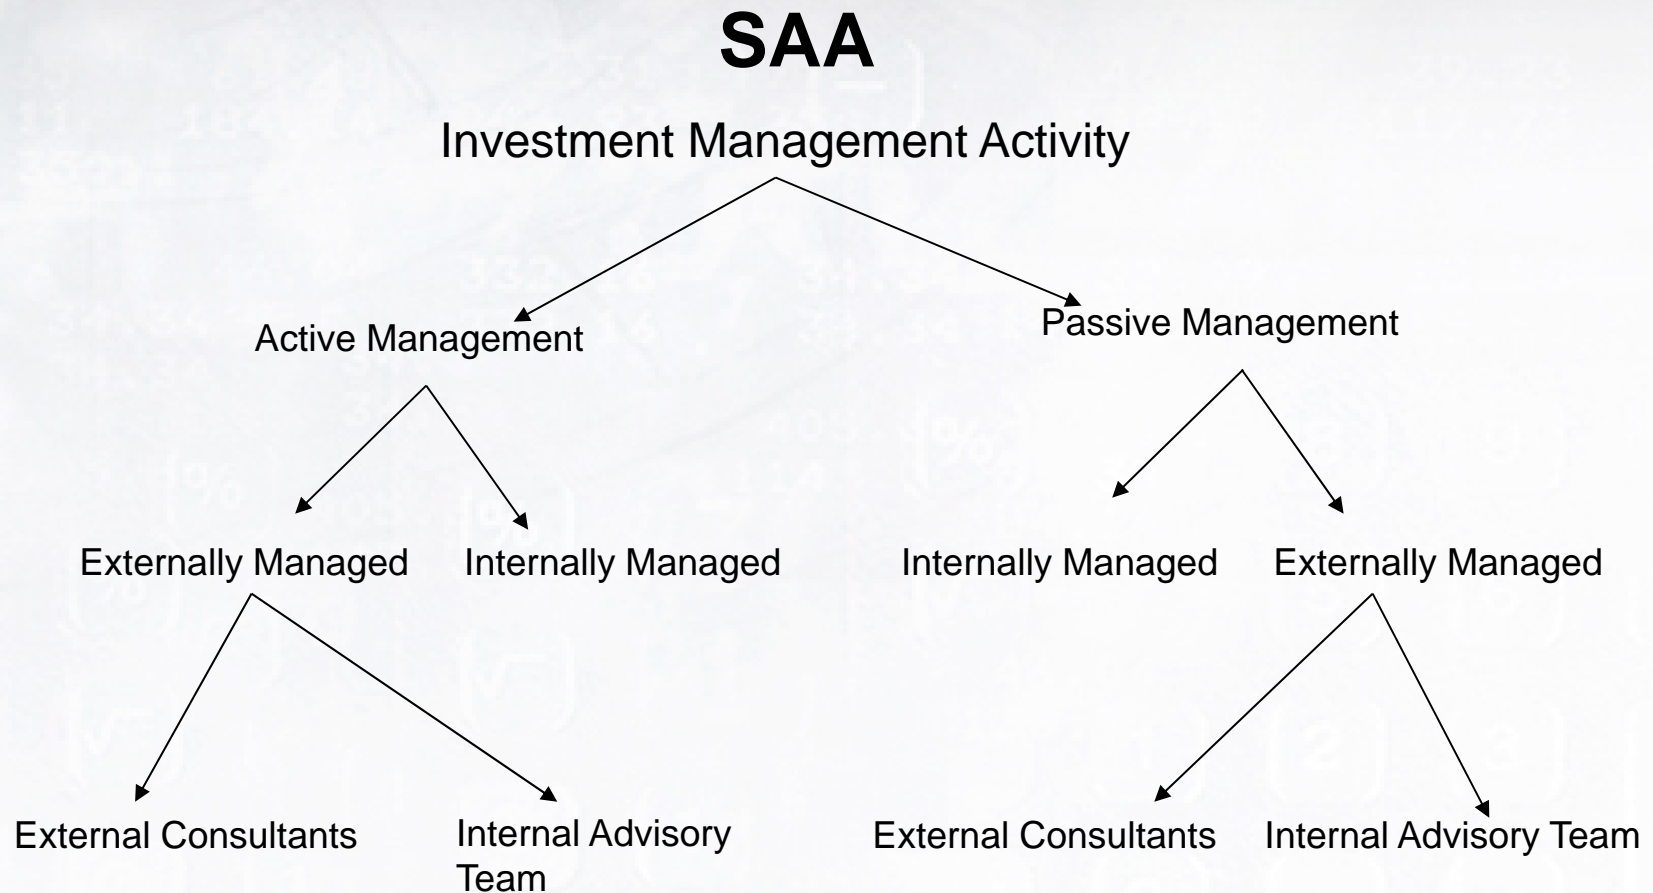 SAA
Investment Management Activity
Active Management
Passive Management
Externally Managed
Internally Managed
Internally Managed
Externally Managed
External Consultants
Internal Advisory
Team
External Consultants
Internal Advisory Team